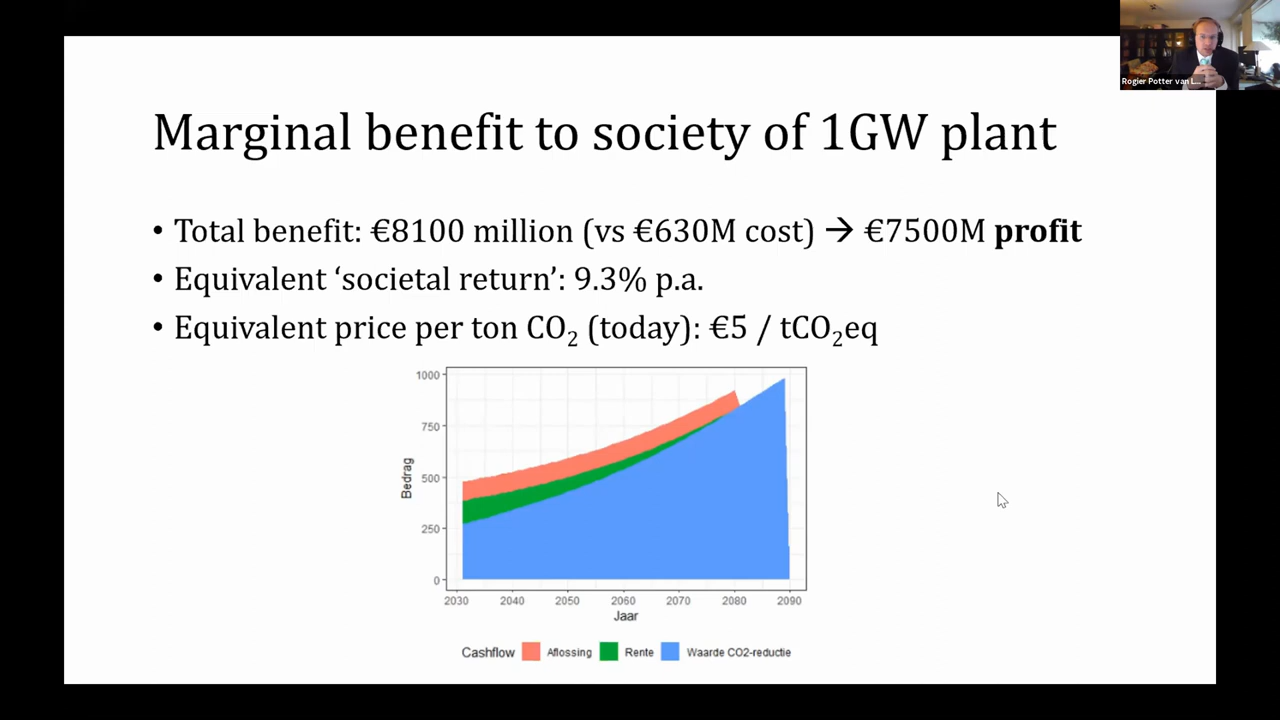 Rogier Potter van L...
Marginal benefit to society of 1GW plant
• Total benefit: €8100 million (vs €630M cost) → €7500M profit
• Equivalent ‘societal return’: 9.3% p.a.
• Equivalent price per ton CO₂ (today): €5 / tCO₂eq
1000
750
500
250
0
Bedrag
2030 2040 2050 2060 2070 2080 2090
Jaar
Cashflow Aflossing Rente Waarde CO2-reductie